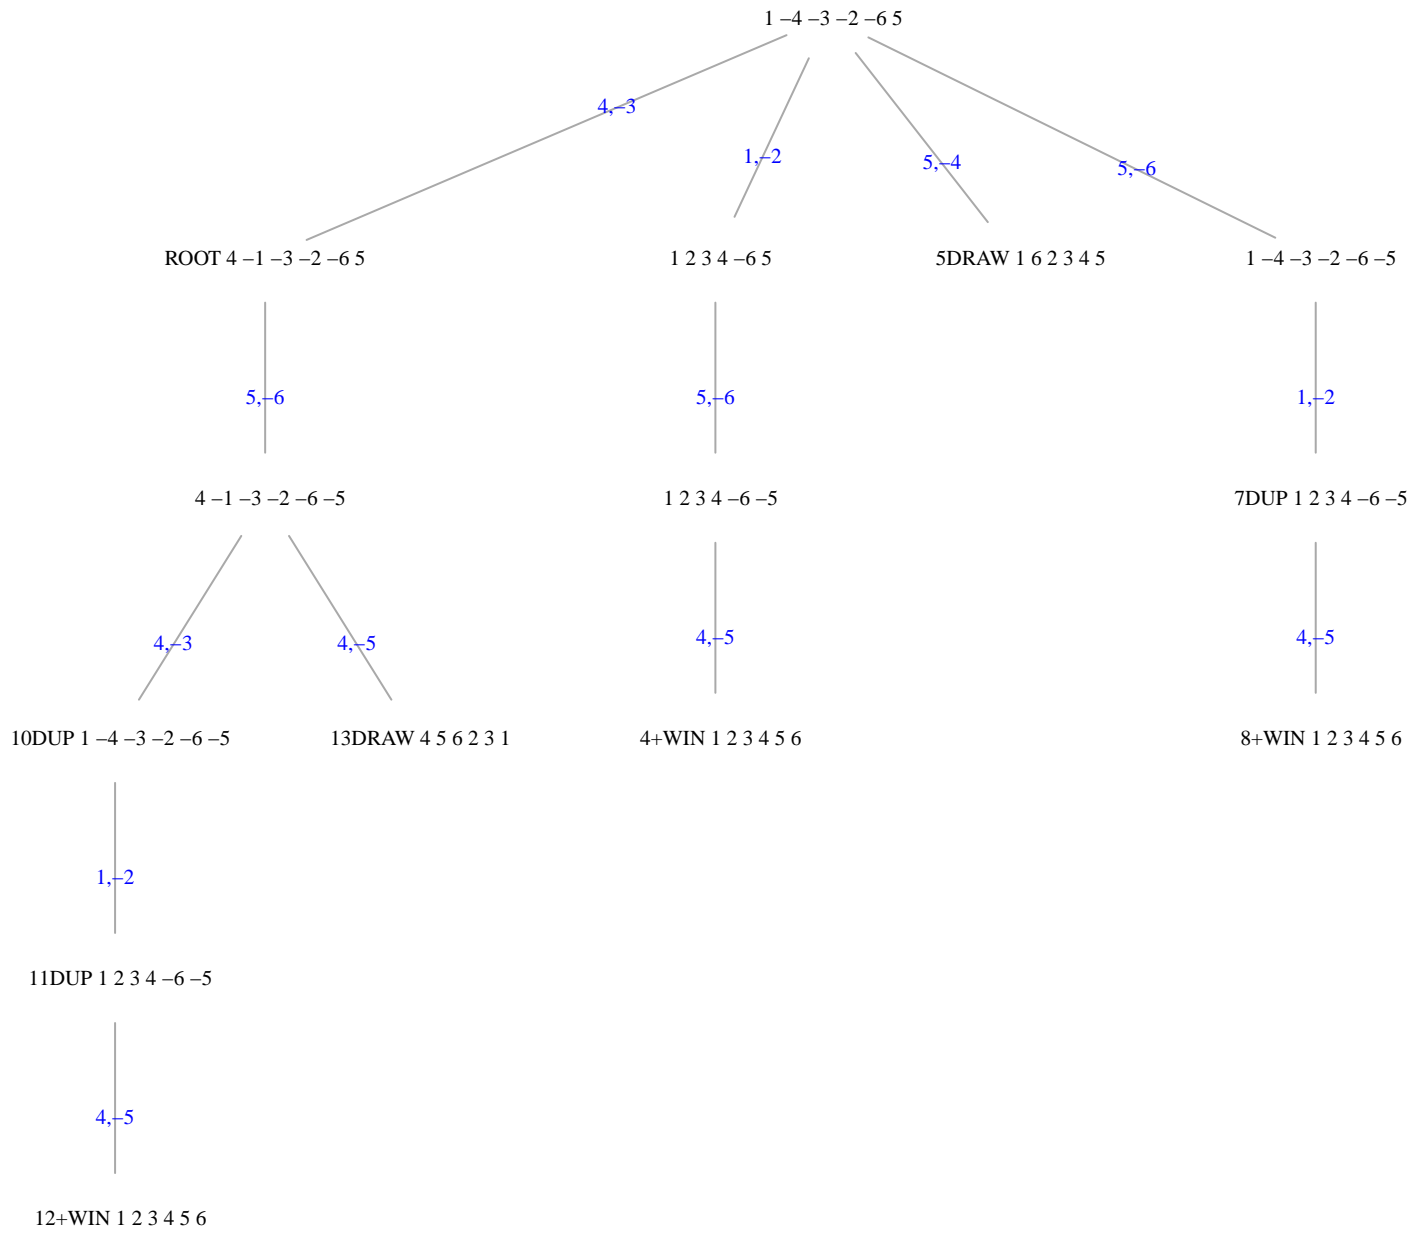 1 –4 –3 –2 –6 5
4,–3
1,–2
5,–4
5,–6
ROOT 4 –1 –3 –2 –6 5
1 2 3 4 –6 5
5DRAW 1 6 2 3 4 5
1 –4 –3 –2 –6 –5
5,–6
5,–6
1,–2
4 –1 –3 –2 –6 –5
1 2 3 4 –6 –5
7DUP 1 2 3 4 –6 –5
4,–3
4,–5
4,–5
4,–5
10DUP 1 –4 –3 –2 –6 –5
13DRAW 4 5 6 2 3 1
4+WIN 1 2 3 4 5 6
8+WIN 1 2 3 4 5 6
1,–2
11DUP 1 2 3 4 –6 –5
4,–5
12+WIN 1 2 3 4 5 6